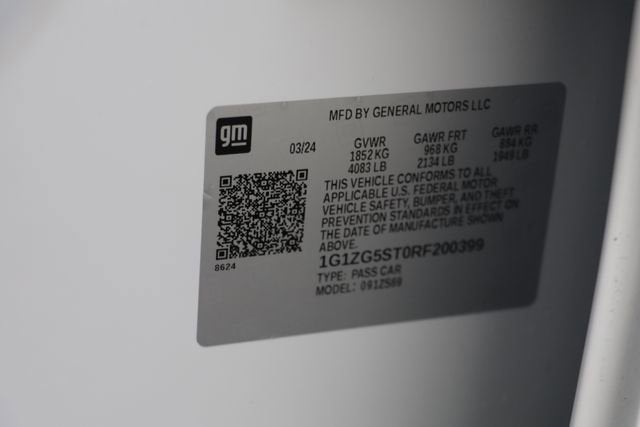 MFD BY GENERAL MOTORS LLC
gm
03/24 GVWR GAWR FRT GAWR RR
1852 KG 968 KG 884 KG
4083 LB 2134 LB 1949 LB
THIS VEHICLE CONFORMS TO ALL
APPLICABLE U.S. FEDERAL MOTOR
VEHICLE SAFETY, BUMPER, AND THEFT
PREVENTION STANDARDS IN EFFECT ON
THE DATE OF MANUFACTURE SHOWN
ABOVE.
8624
1G1ZG5ST0RF200399
TYPE: PASS CAR
MODEL: 091ZS69